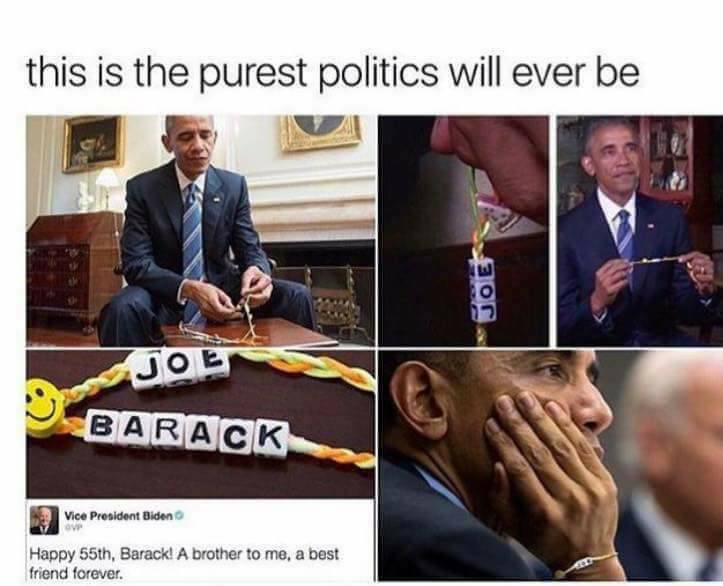 this is the purest politics will ever be
JOE
JOE
BARACK
Vice President Biden
@VP
Happy 55th, Barack! A brother to me, a best
friend forever.